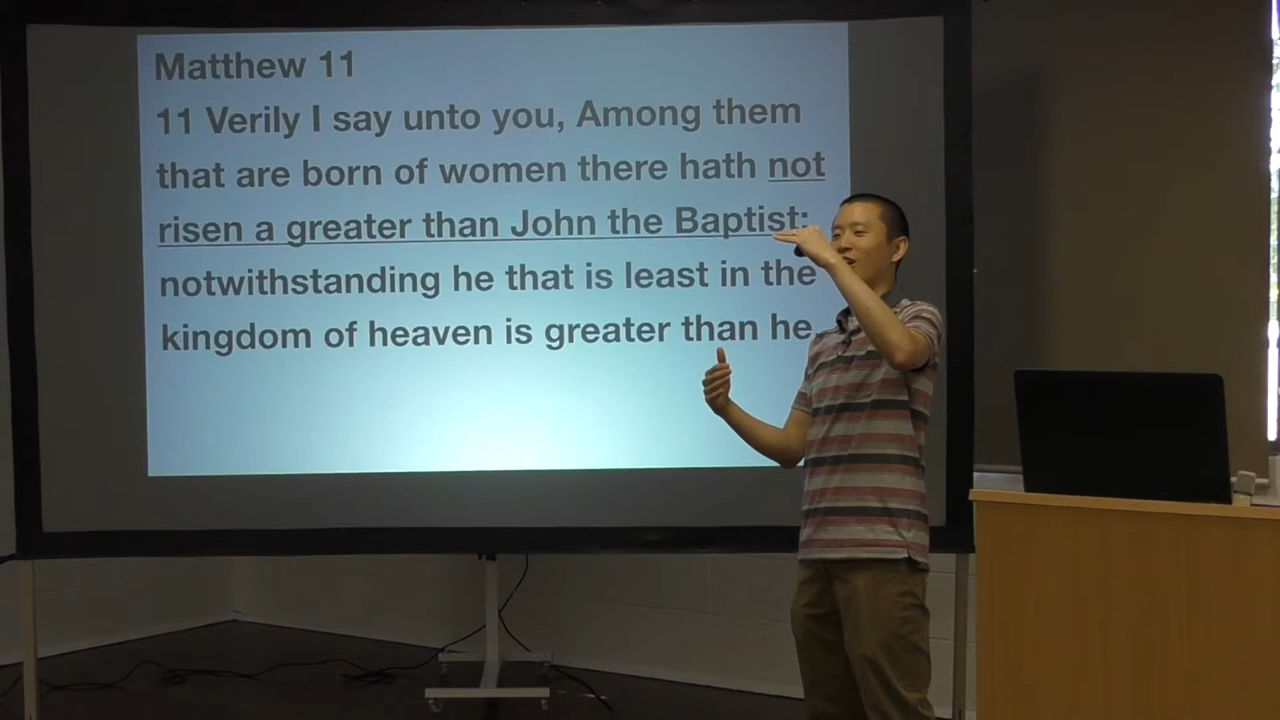 Matthew 11
11 Verily I say unto you, Among them
that are born of women there hath not
risen a greater than John the Baptist:
notwithstanding he that is least in the
kingdom of heaven is greater than he.